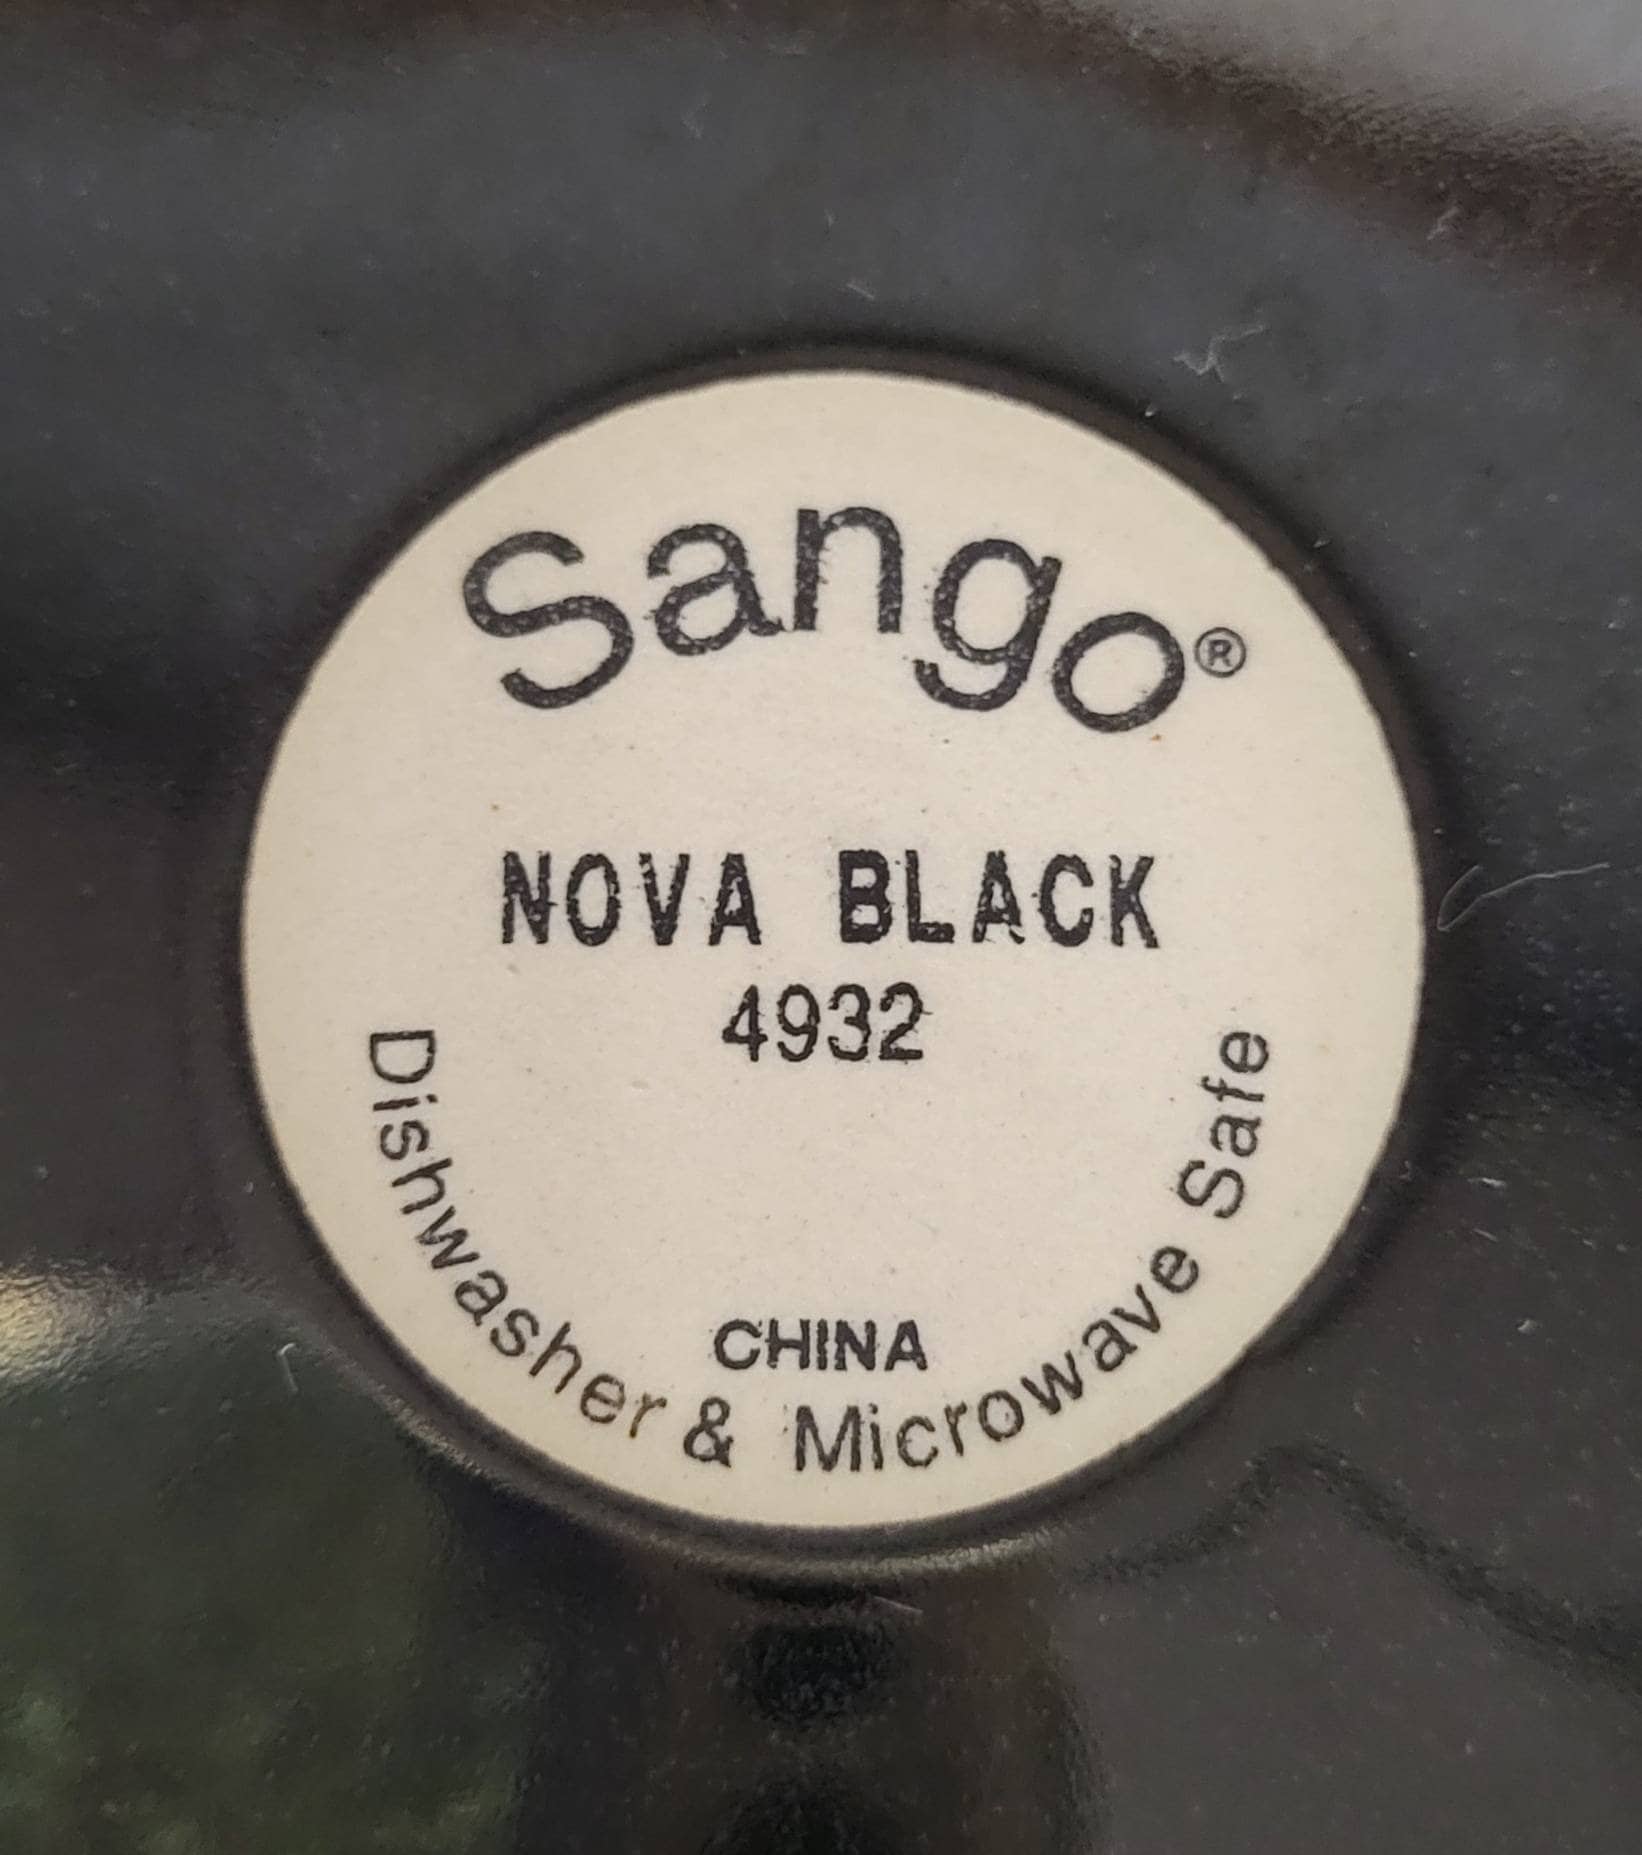 Sango®
NOVA BLACK
4932
CHINA
Dishwasher & Microwave Safe